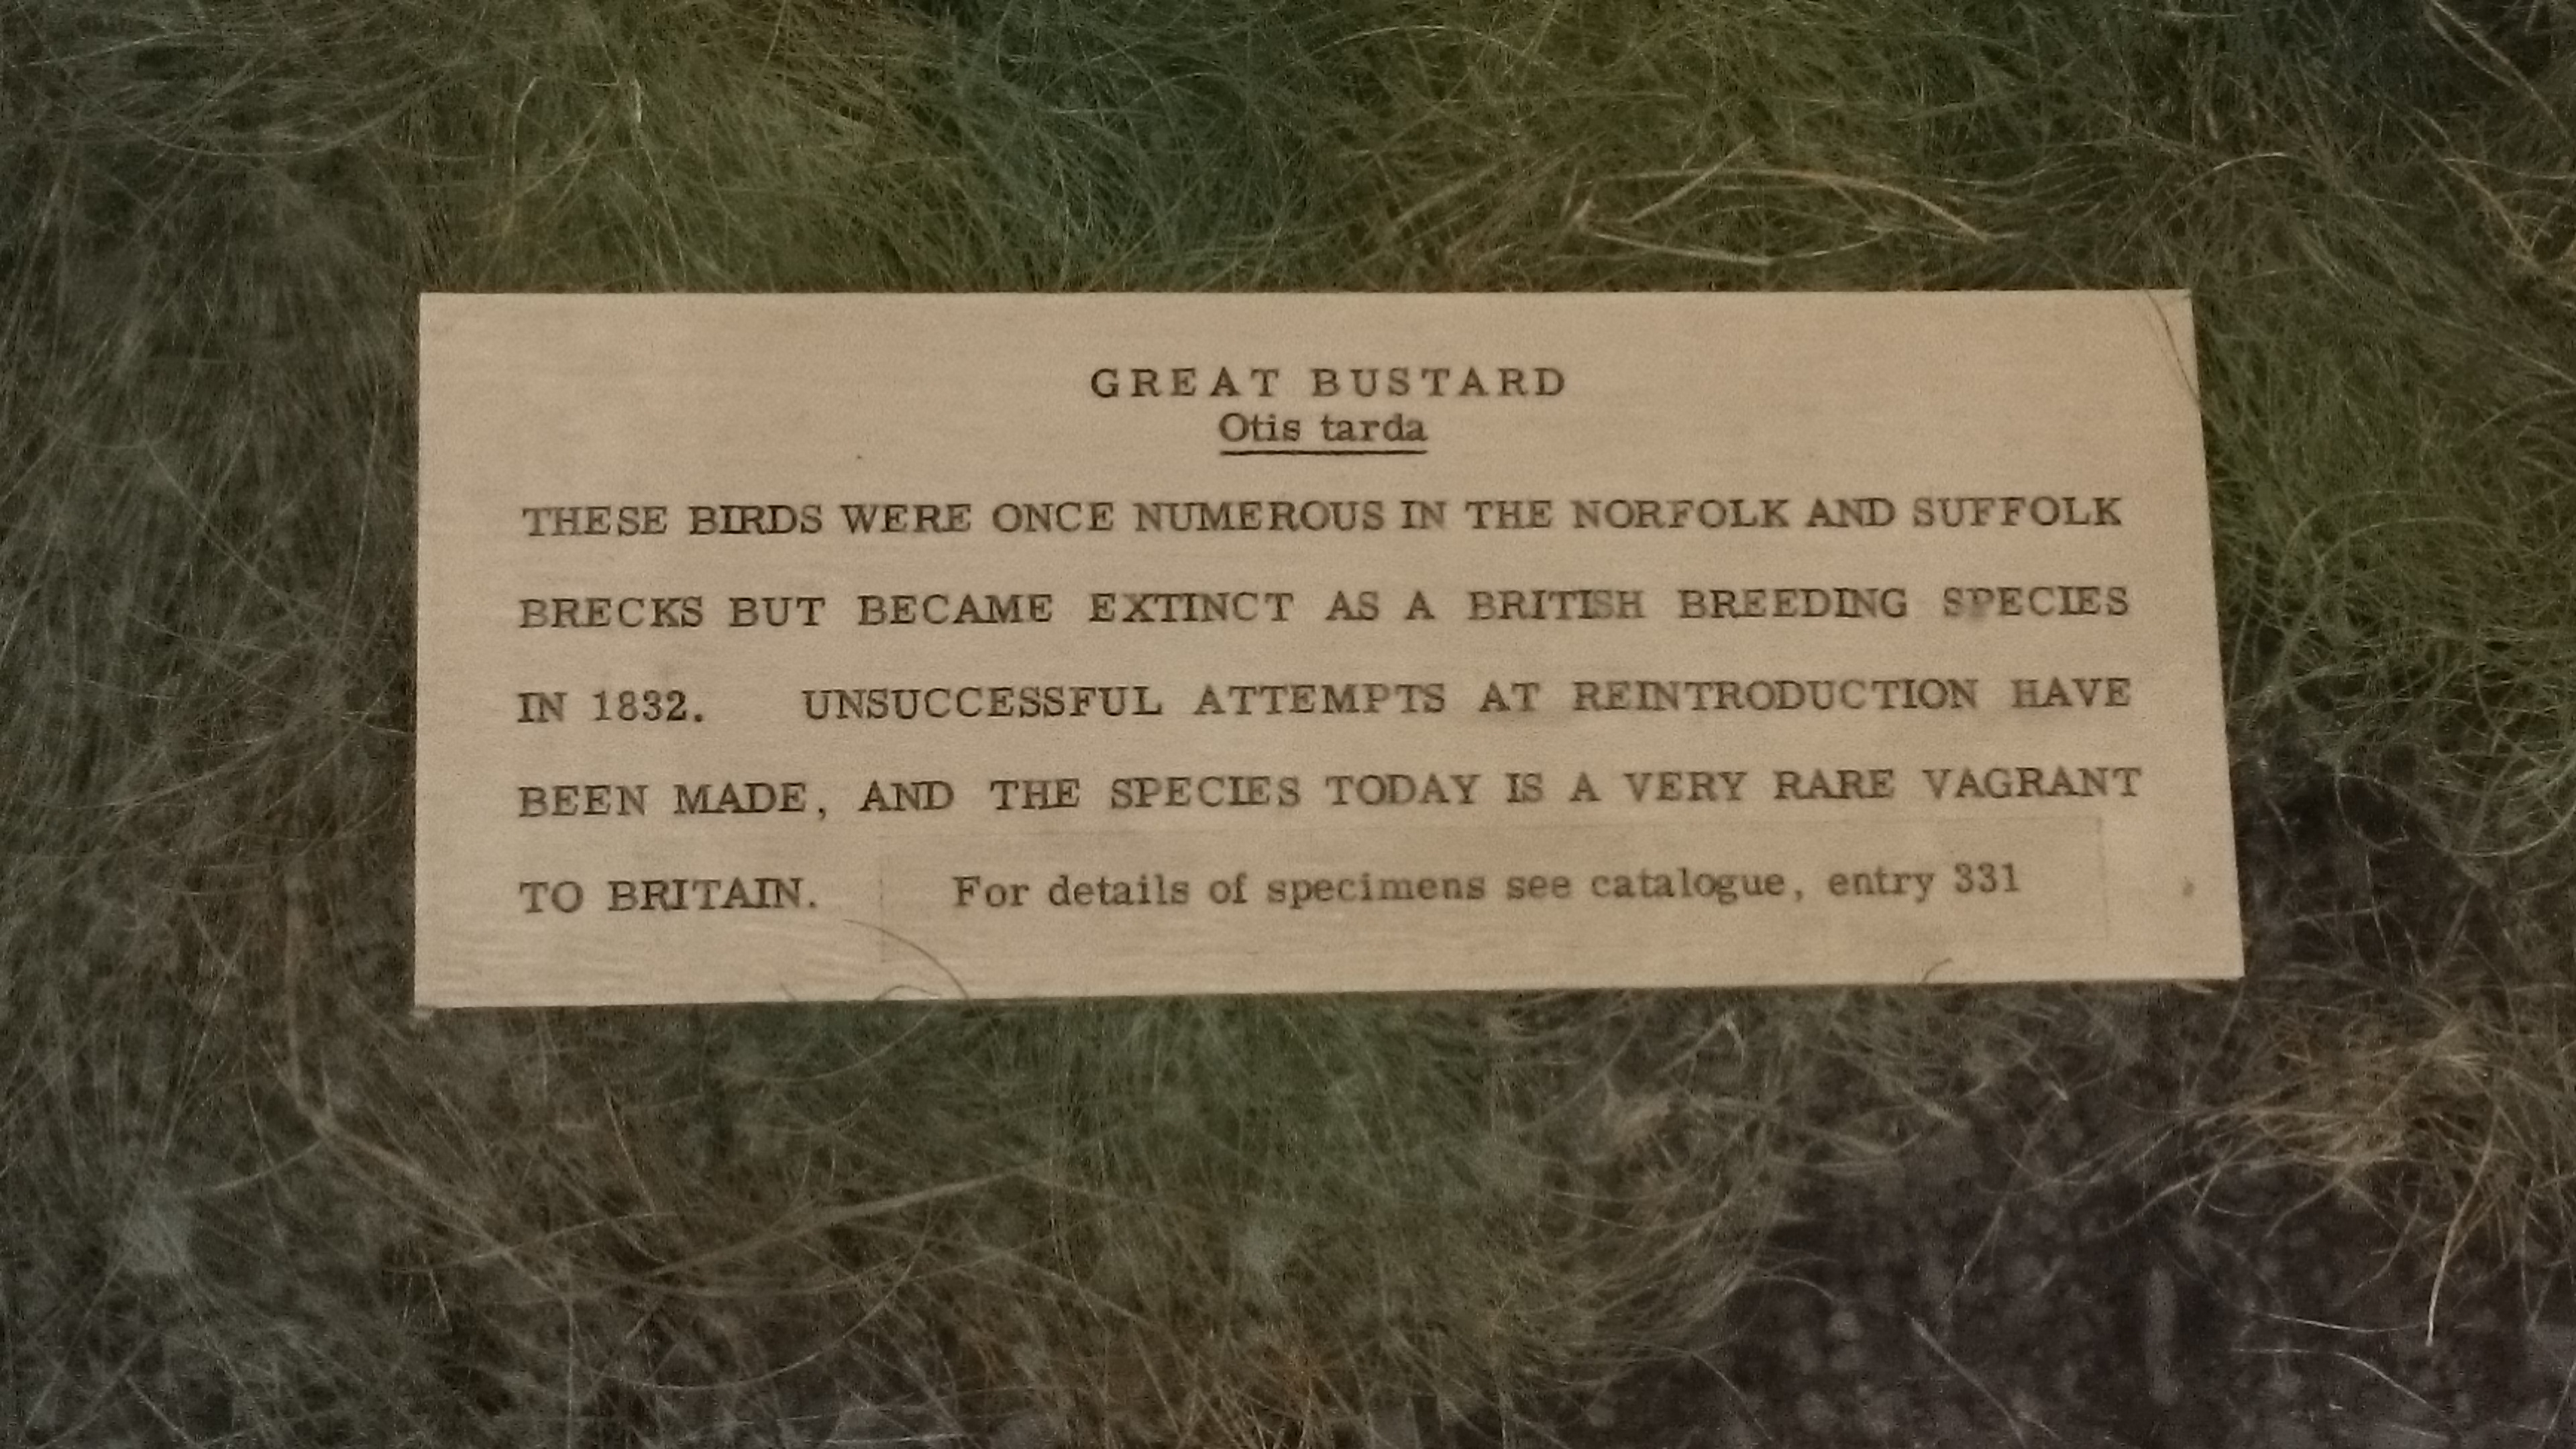 GREAT BUSTARD
Otis tarda
THESE BIRDS WERE ONCE NUMEROUS IN THE NORFOLK AND SUFFOLK
BRECKS BUT BECAME EXTINCT AS A BRITISH BREEDING SPECIES
IN 1832. UNSUCCESSFUL ATTEMPTS AT REINTRODUCTION HAVE
BEEN MADE, AND THE SPECIES TODAY IS A VERY RARE VAGRANT
TO BRITAIN. For details of specimens see catalogue, entry 331